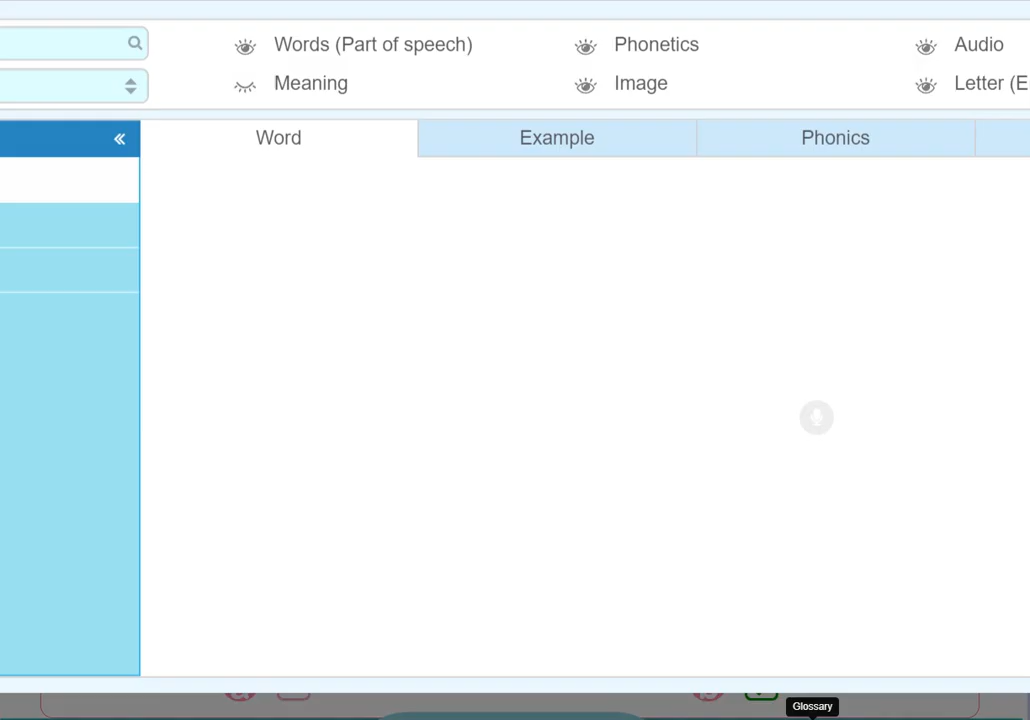 Words (Part of speech) Phonetics Audio
Meaning Image Letter (E
Word Example Phonics
Glossary